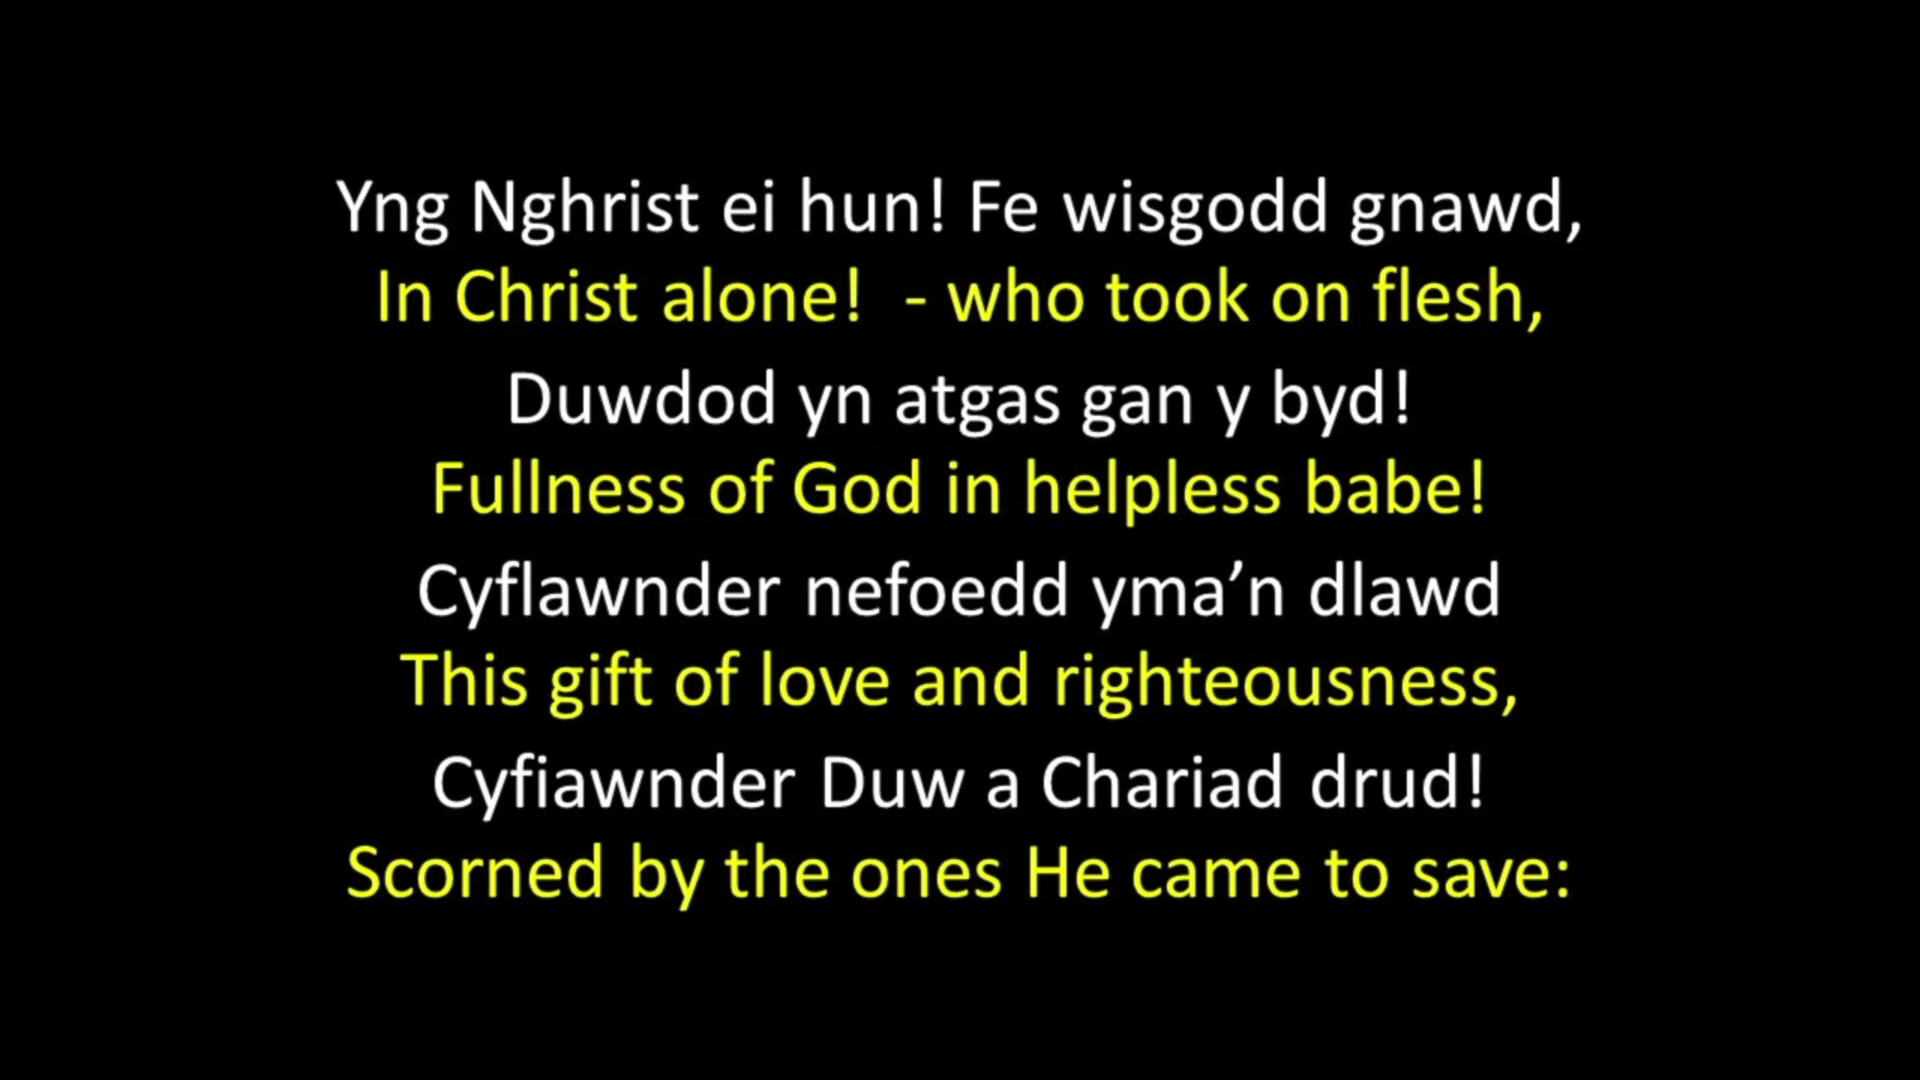 Yng Nghrist ei hun! Fe wisgodd gnawd,
In Christ alone!  - who took on flesh,
Duwdod yn atgas gan y byd!
Fullness of God in helpless babe!
Cyflawnder nefoedd yma’n dlawd
This gift of love and righteousness,
Cyfiawnder Duw a Chariad drud!
Scorned by the ones He came to save: